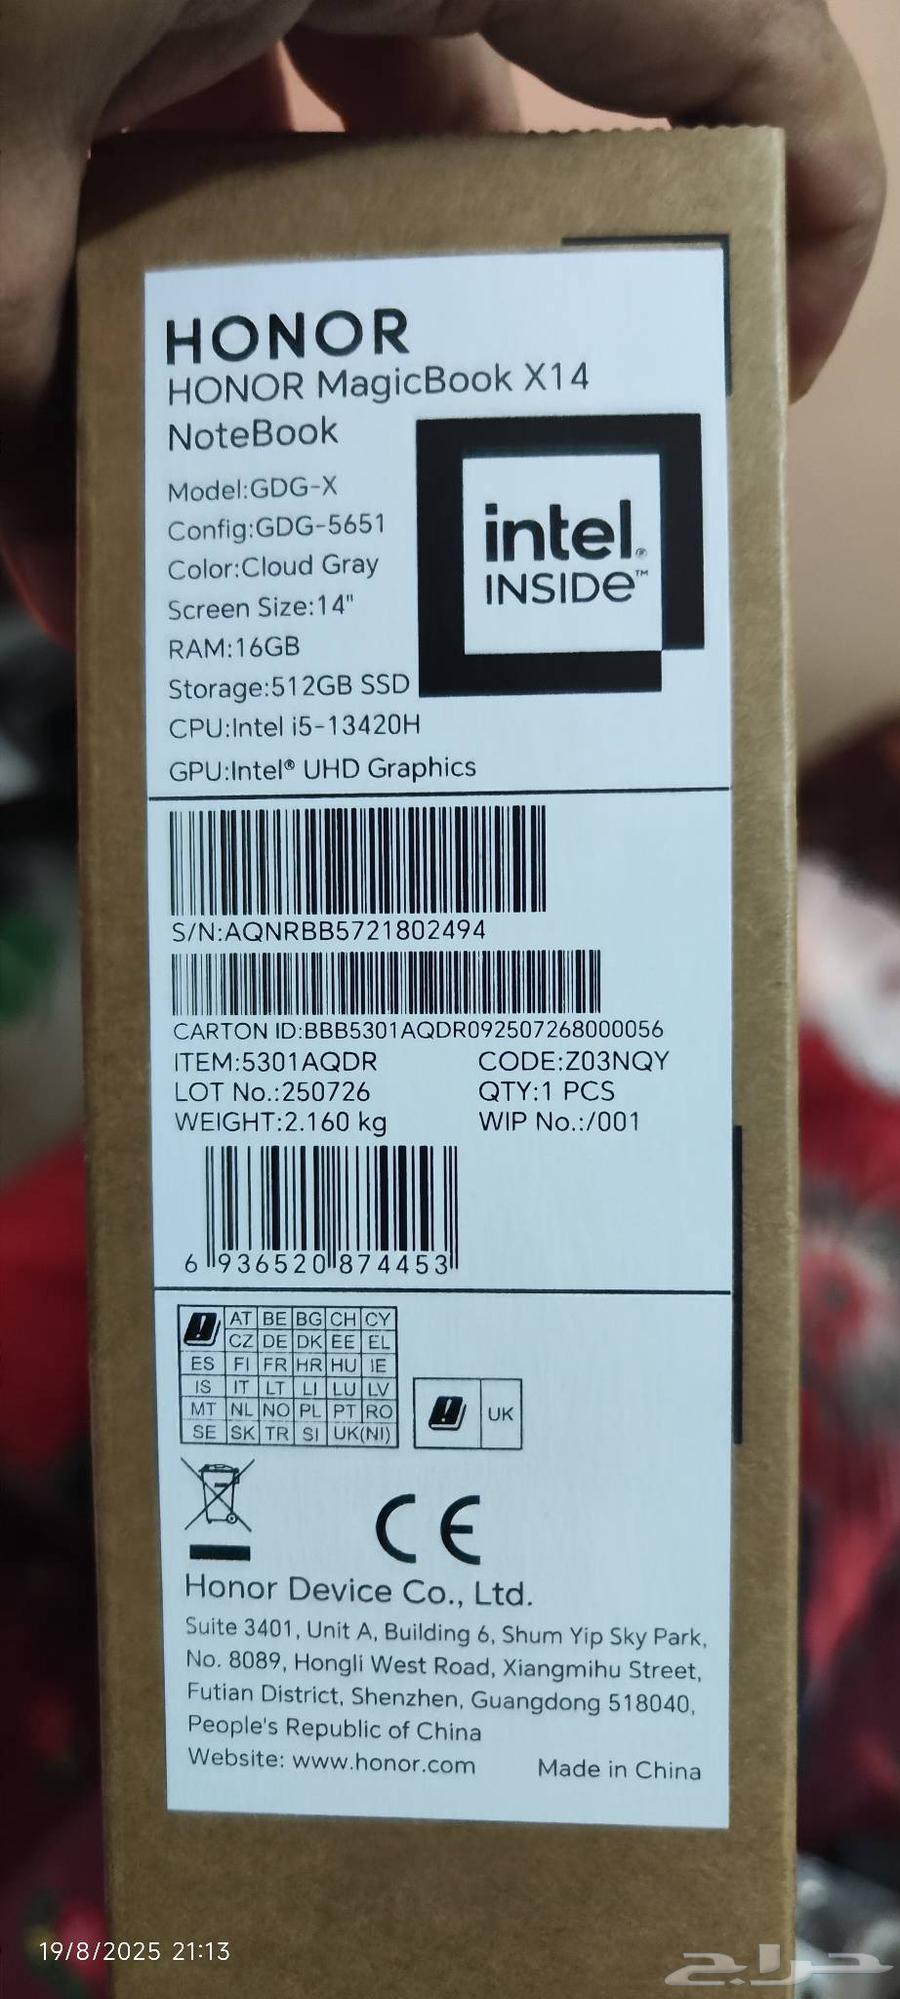 HONOR
HONOR MagicBook X14
NoteBook
Model:GDG-X
Config:GDG-5651
Color:Cloud Gray
Screen Size:14"
RAM:16GB
Storage:512GB SSD
CPU:Intel i5-13420H
GPU:Intel® UHD Graphics
intel®
INSIDe™
S/N:AQNRBB5721802494
CARTON ID:BBB5301AQDR092507268000056
ITEM:5301AQDR CODE:Z03NQY
LOT No.:250726 QTY:1 PCS
WEIGHT:2.160 kg WIP No.:/001
6 936520 874453
AT BE BG CH CY
CZ DE DK EE EL
ES FI FR HR HU IE
IS IT LT LI LU LV
MT NL NO PL PT RO
SE SK TR SI UK(NI)
UK
CE
Honor Device Co., Ltd.
Suite 3401, Unit A, Building 6, Shum Yip Sky Park,
No. 8089, Hongli West Road, Xiangmihu Street,
Futian District, Shenzhen, Guangdong 518040,
People's Republic of China
Website: www.honor.com Made in China
19/8/2025 21:13
حراج